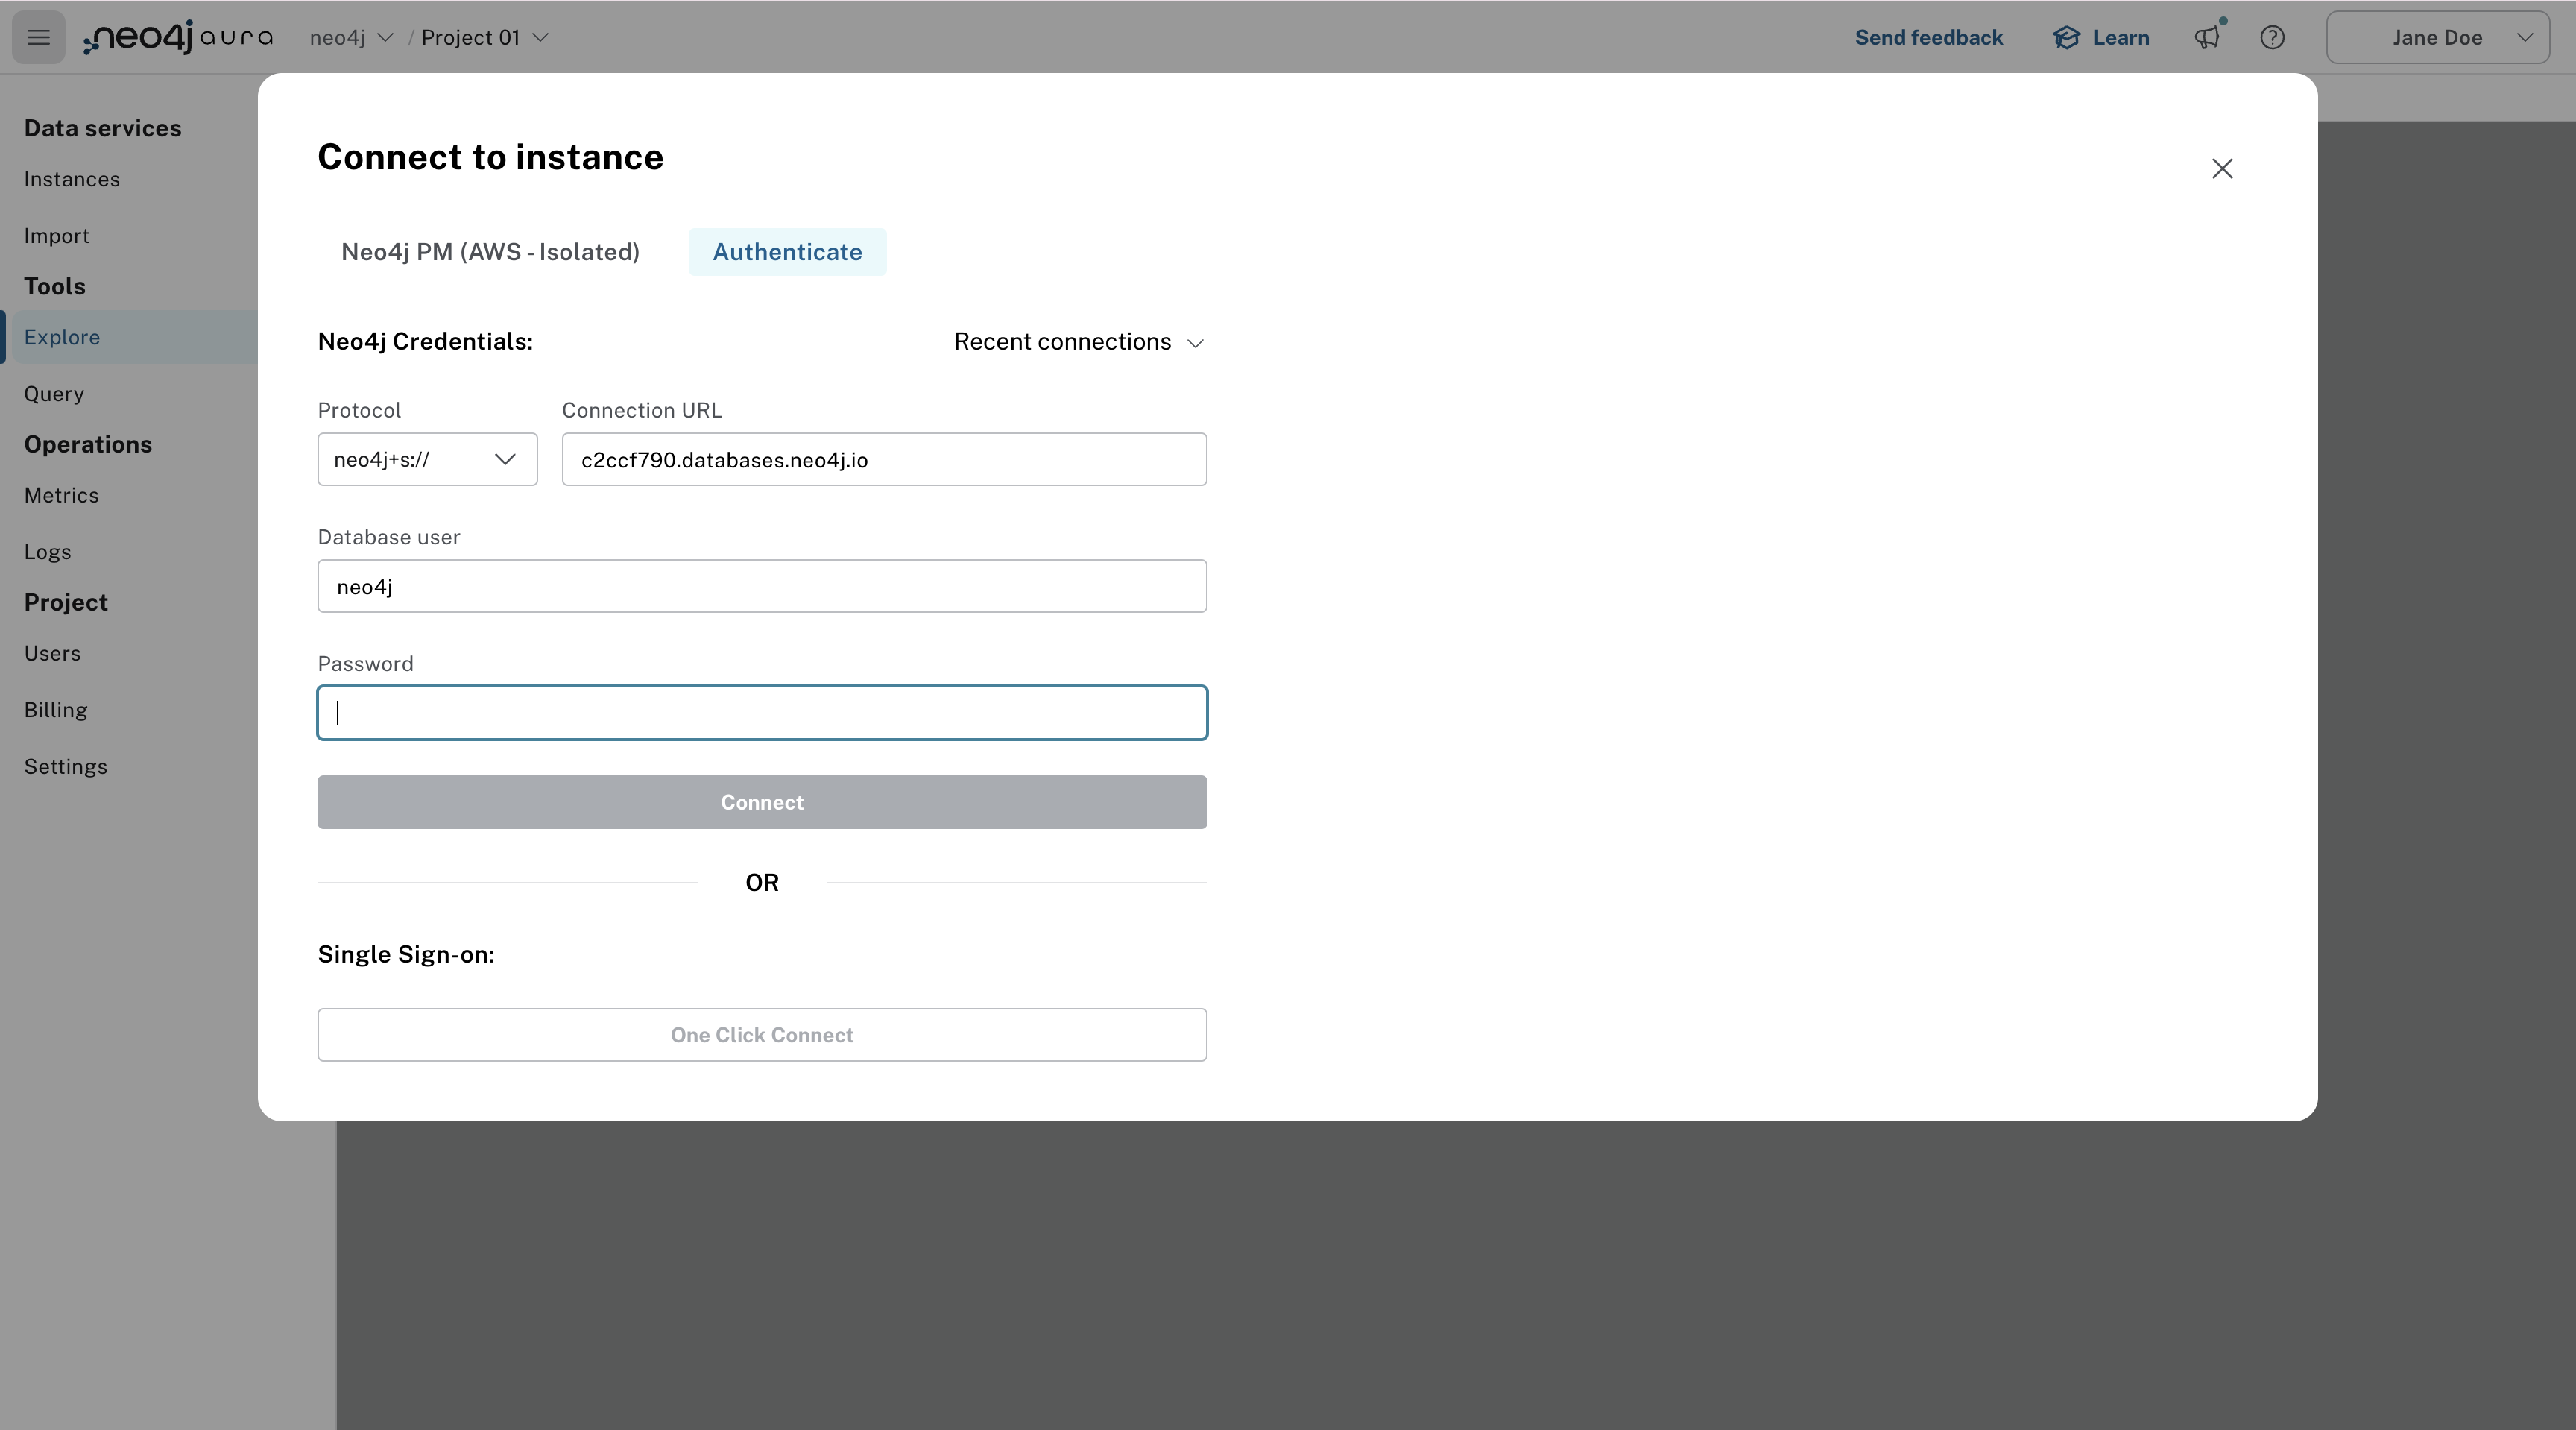 neo4j aura neo4j / Project 01 Send feedback Learn Jane Doe
Data services
Instances
Import
Tools
Explore
Query
Operations
Metrics
Logs
Project
Users
Billing
Settings
Connect to instance
Neo4j PM (AWS - Isolated) Authenticate
Neo4j Credentials: Recent connections
Protocol Connection URL
neo4j+s:// c2ccf790.databases.neo4j.io
Database user
neo4j
Password
Connect
OR
Single Sign-on:
One Click Connect